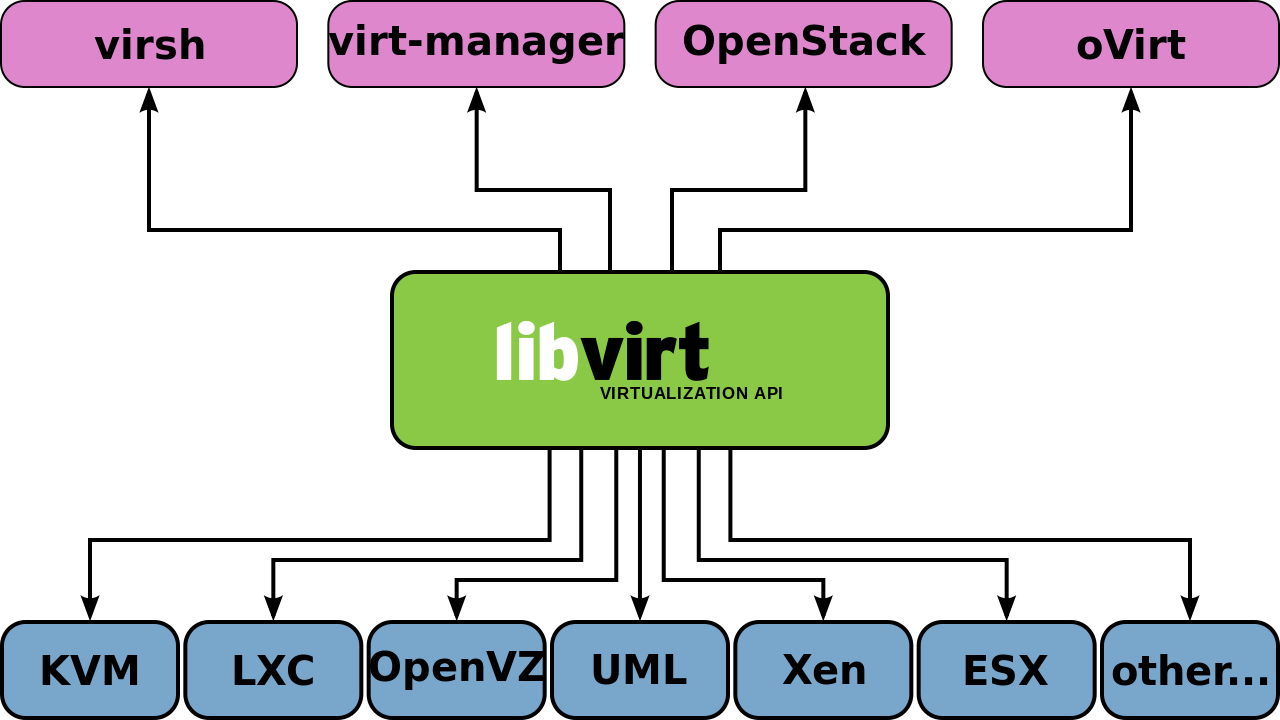 virsh
virt-manager
OpenStack
oVirt
libvirt
VIRTUALIZATION API
KVM
LXC
OpenVZ
UML
Xen
ESX
other...